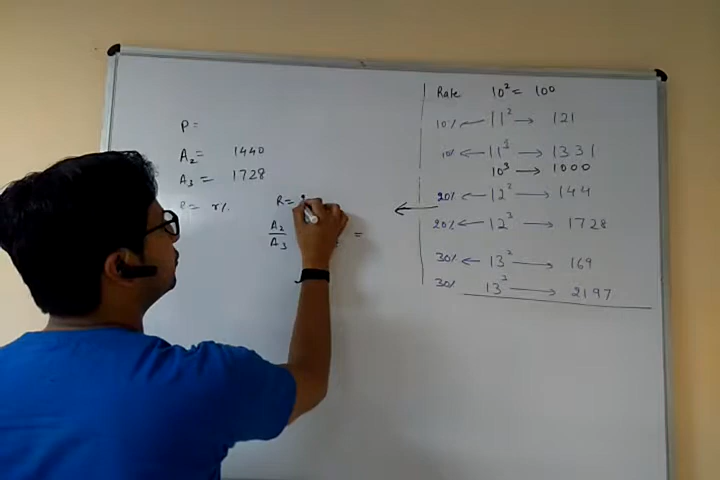 P =
A₂ = 1440
A₃ = 1728
R = r%
R =
A₂
A₃
=
Rate 10² = 100
10% ← 11² → 121
10% ← 11³ → 1331
10³ → 1000
20% ← 12² → 144
20% ← 12³ → 1728
30% ← 13² → 169
30% 13² → 2197